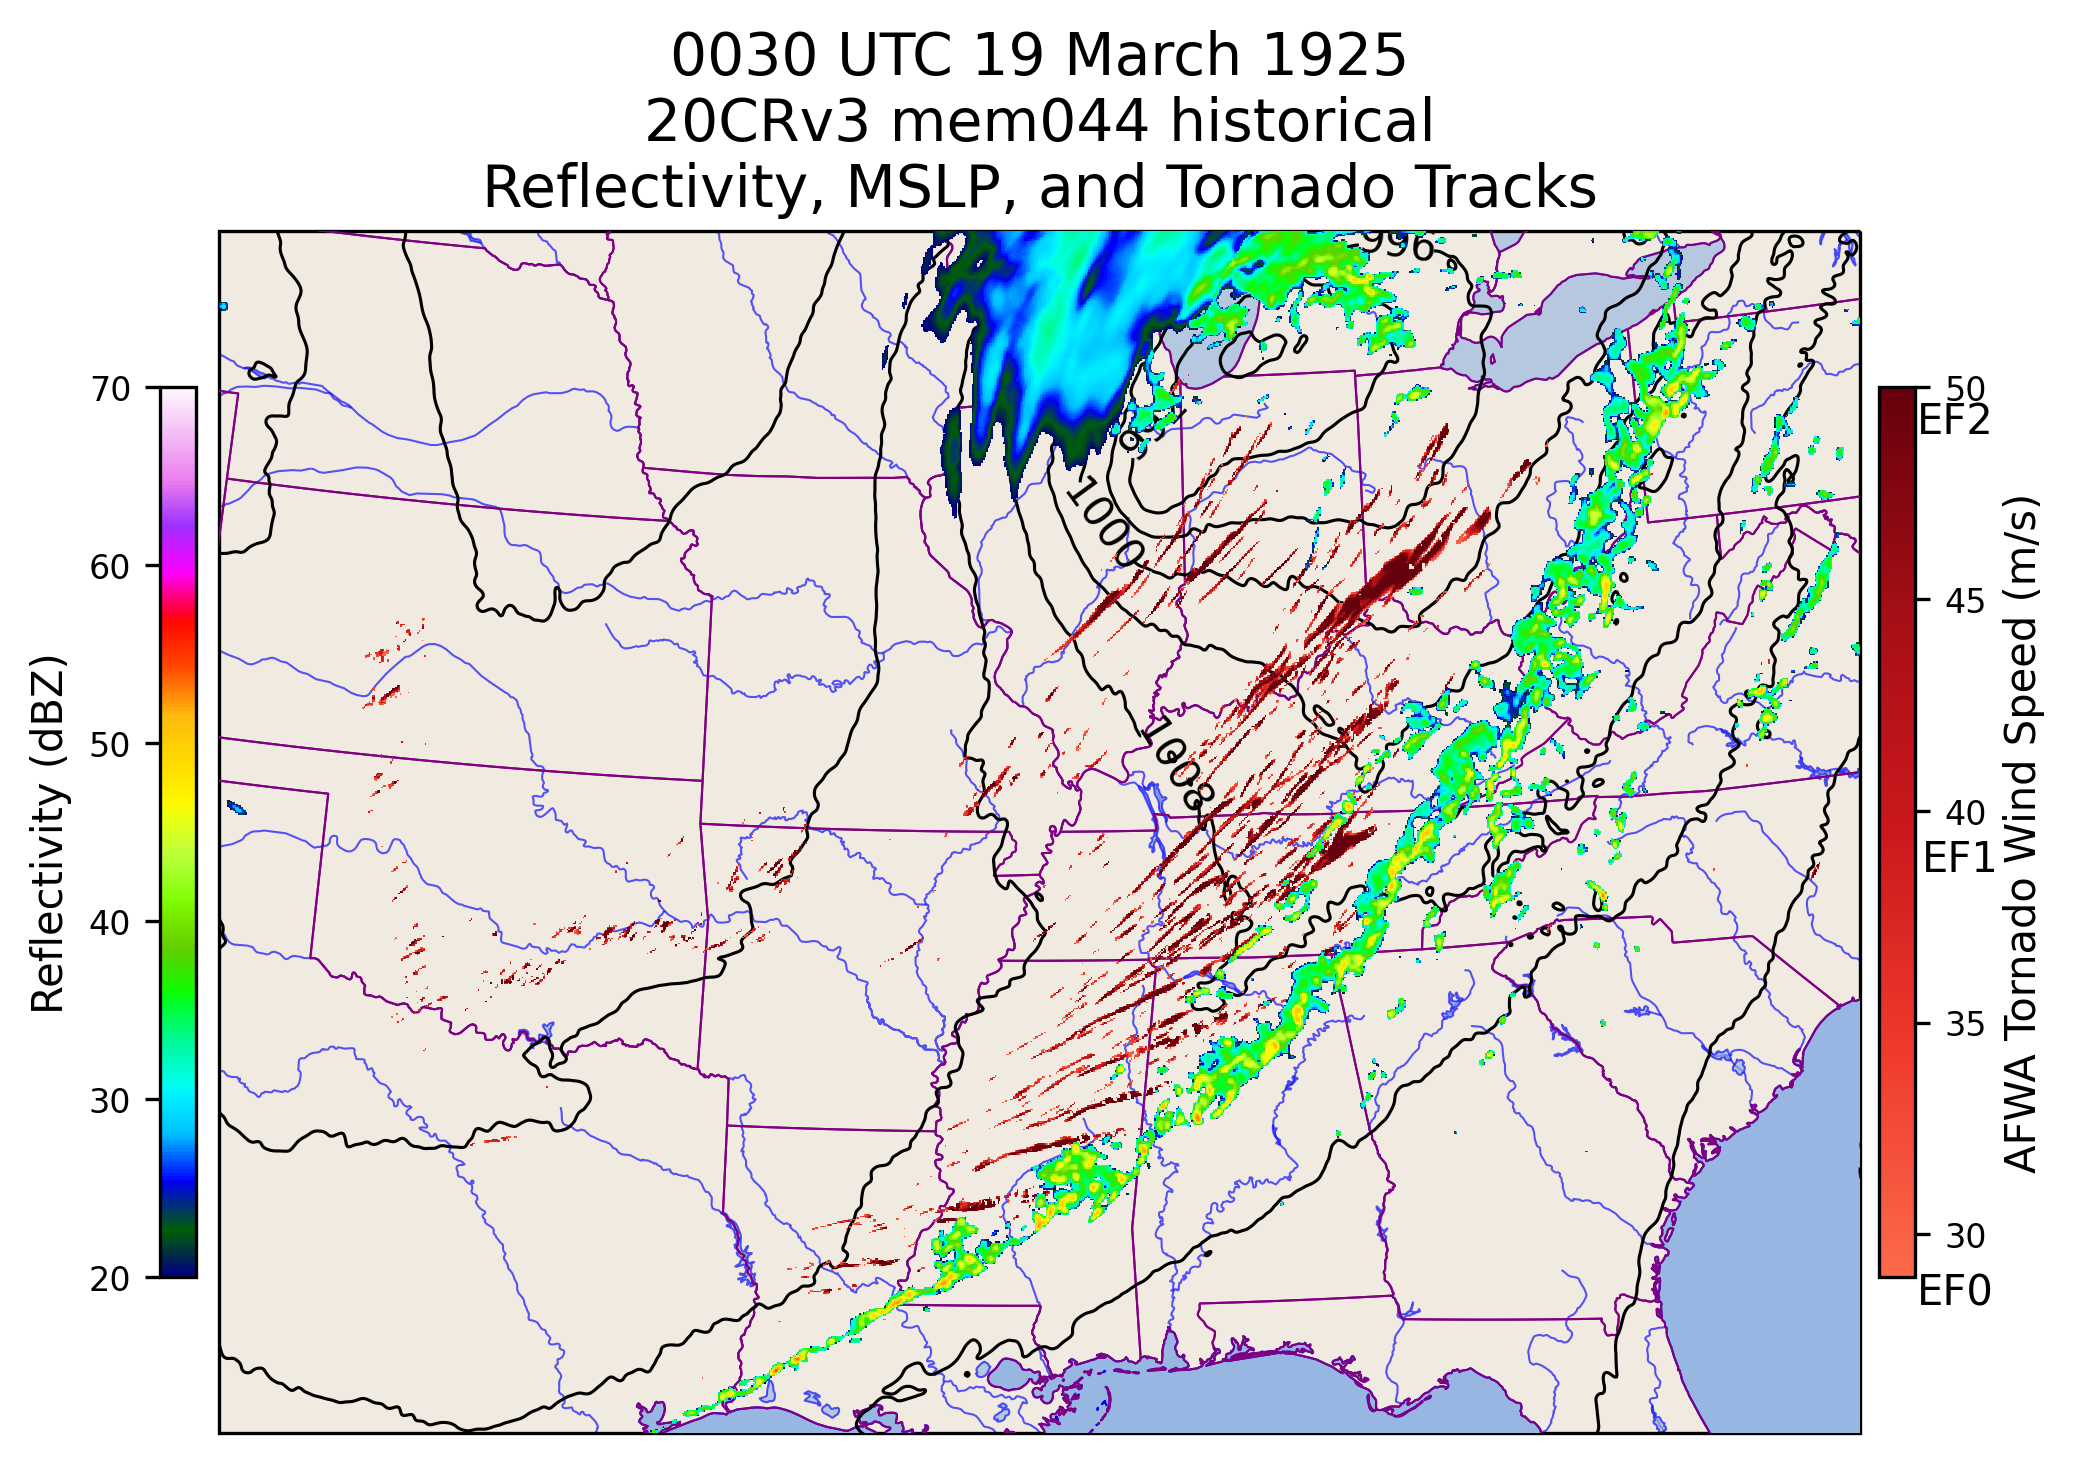 0030 UTC 19 March 1925
20CRv3 mem044 historical
Reflectivity, MSLP, and Tornado Tracks
996
1000
1008
Reflectivity (dBZ)
70
60
50
40
30
20
50
EF2
45
40
EF1
35
30
EF0
AFWA Tornado Wind Speed (m/s)